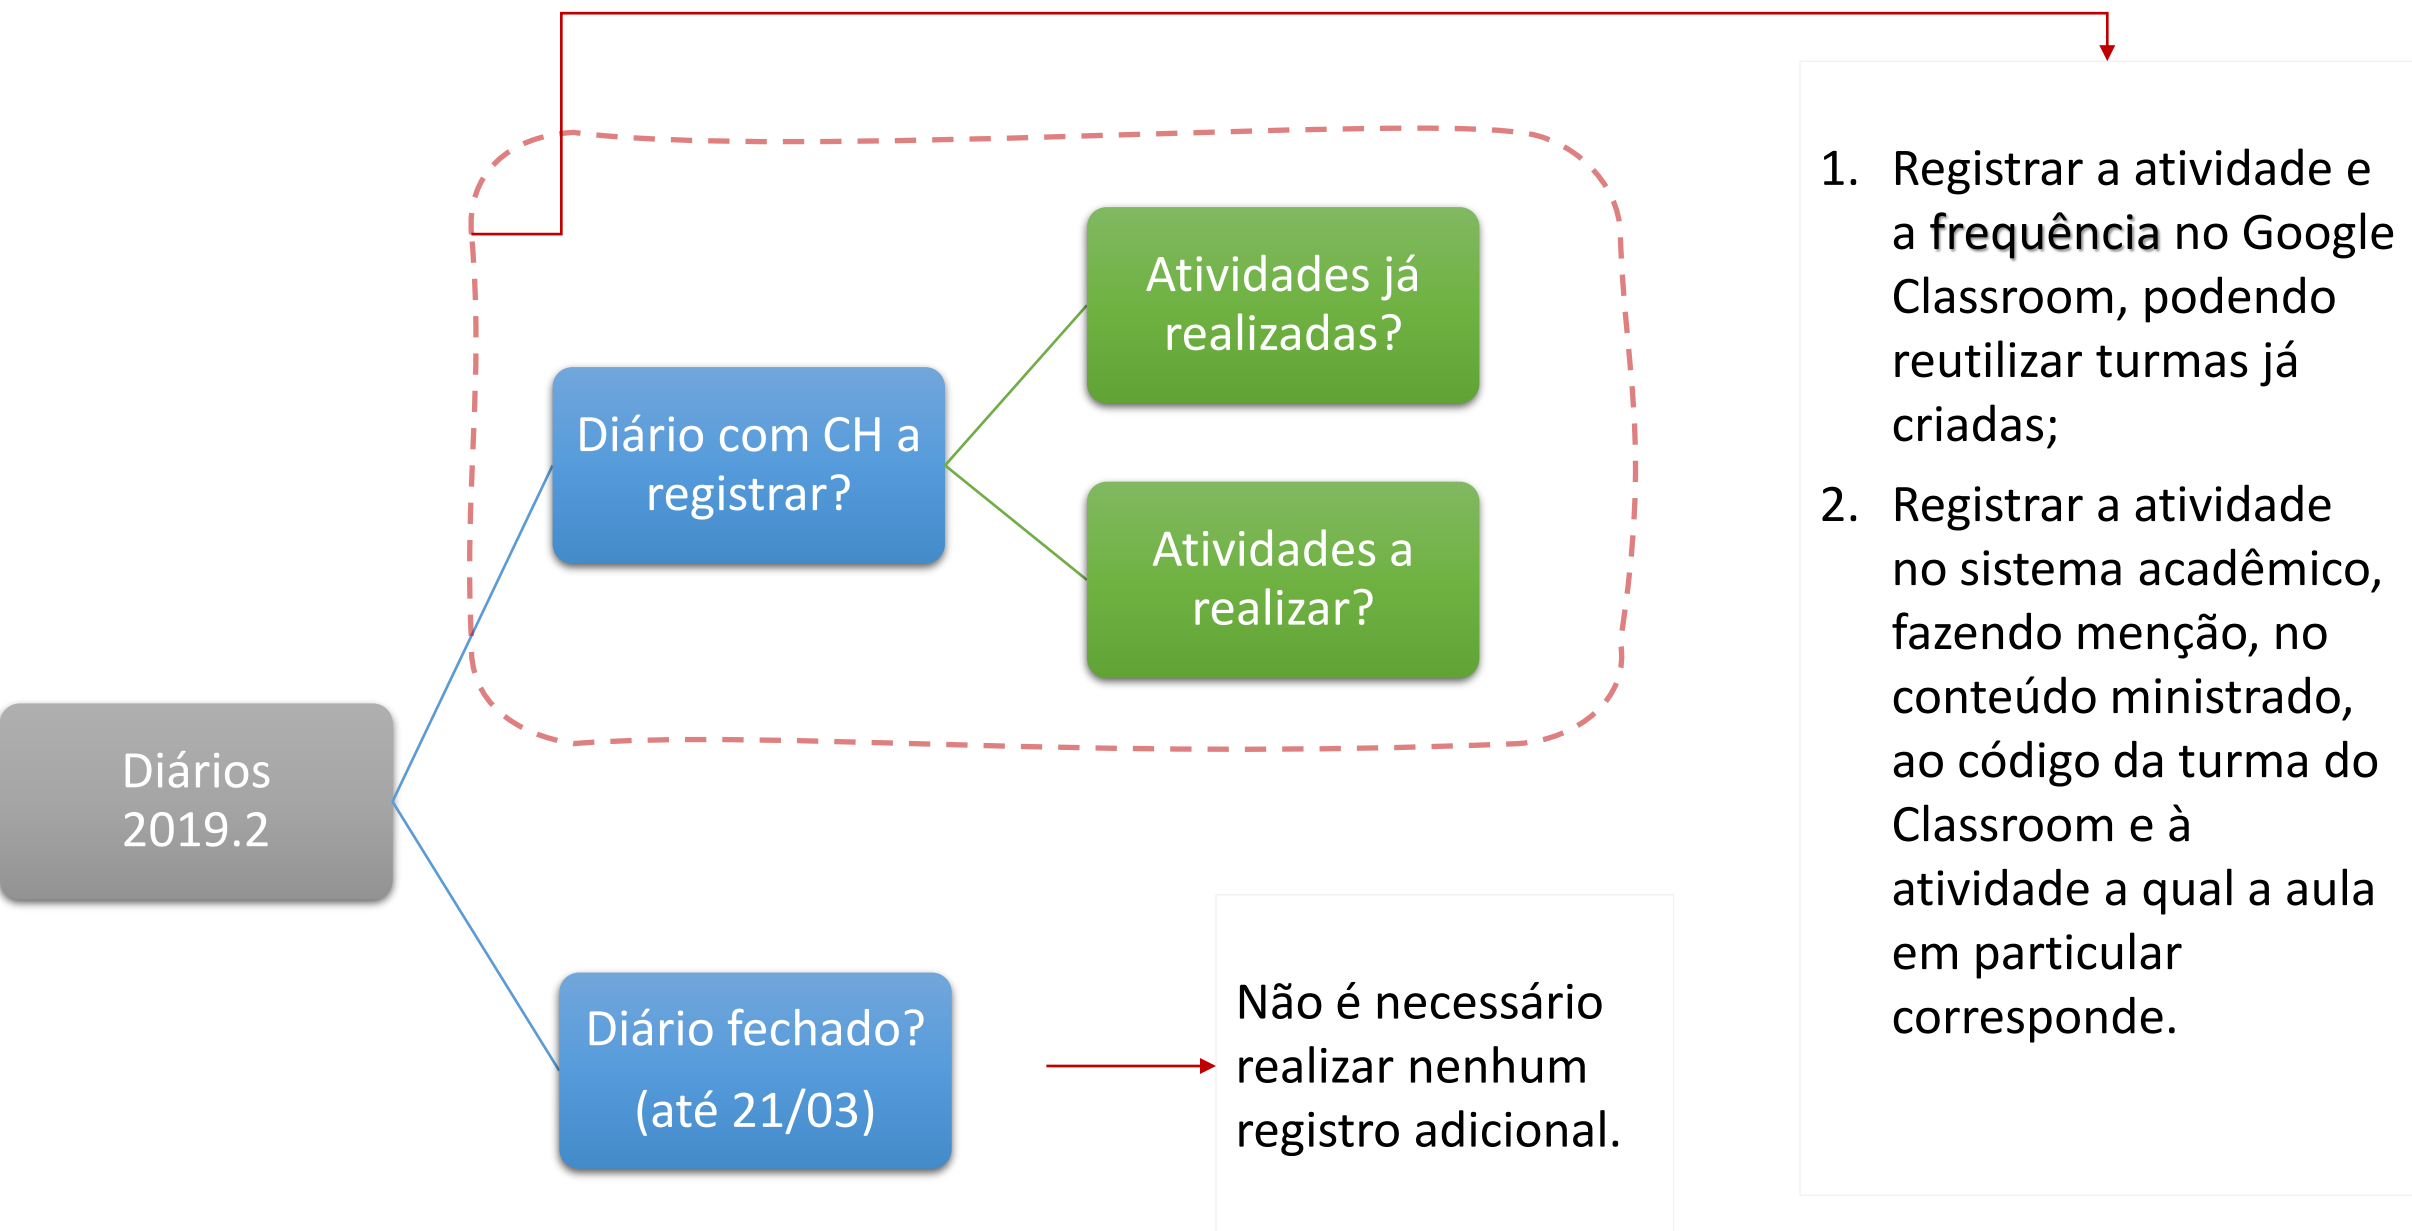 Diários
2019.2
Diário com CH a
registrar?
Atividades já
realizadas?
Atividades a
realizar?
Diário fechado?
(até 21/03)
Não é necessário
realizar nenhum
registro adicional.
1. Registrar a atividade e
a frequência no Google
Classroom, podendo
reutilizar turmas já
criadas;
2. Registrar a atividade
no sistema acadêmico,
fazendo menção, no
conteúdo ministrado,
ao código da turma do
Classroom e à
atividade a qual a aula
em particular
corresponde.